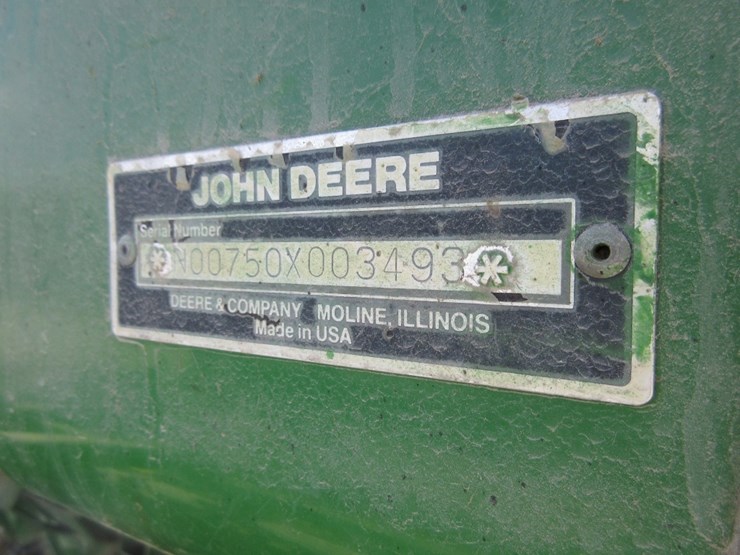 JOHN DEERE
Serial Number
*N00750X003493*
DEERE & COMPANY MOLINE, ILLINOIS
Made in USA